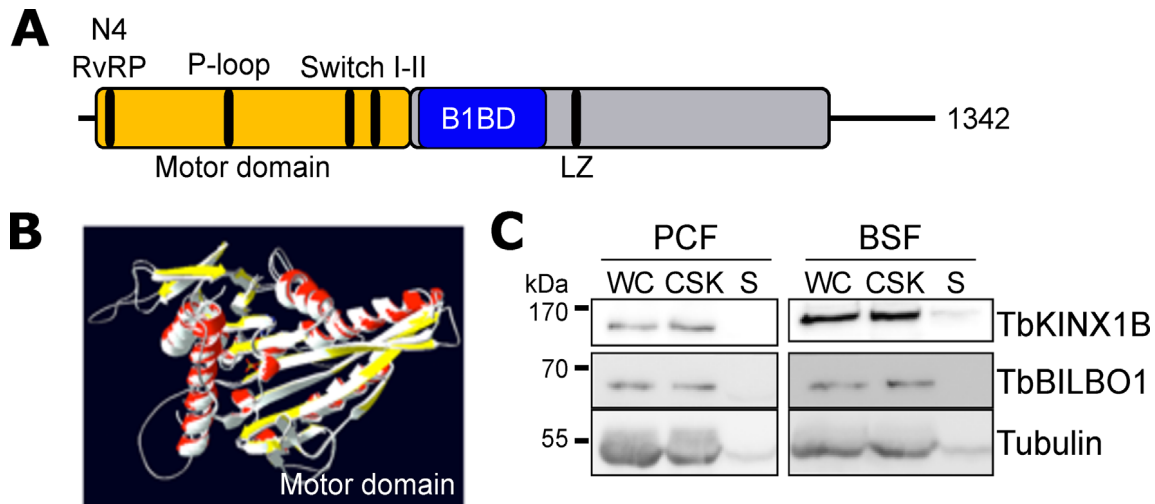 A
N4
RvRP P-loop Switch I-II
B1BD
1342
Motor domain
LZ
B
Motor domain
C
PCF BSF
kDa WC CSK S WC CSK S
170
TbKINX1B
70
TbBILBO1
55
Tubulin